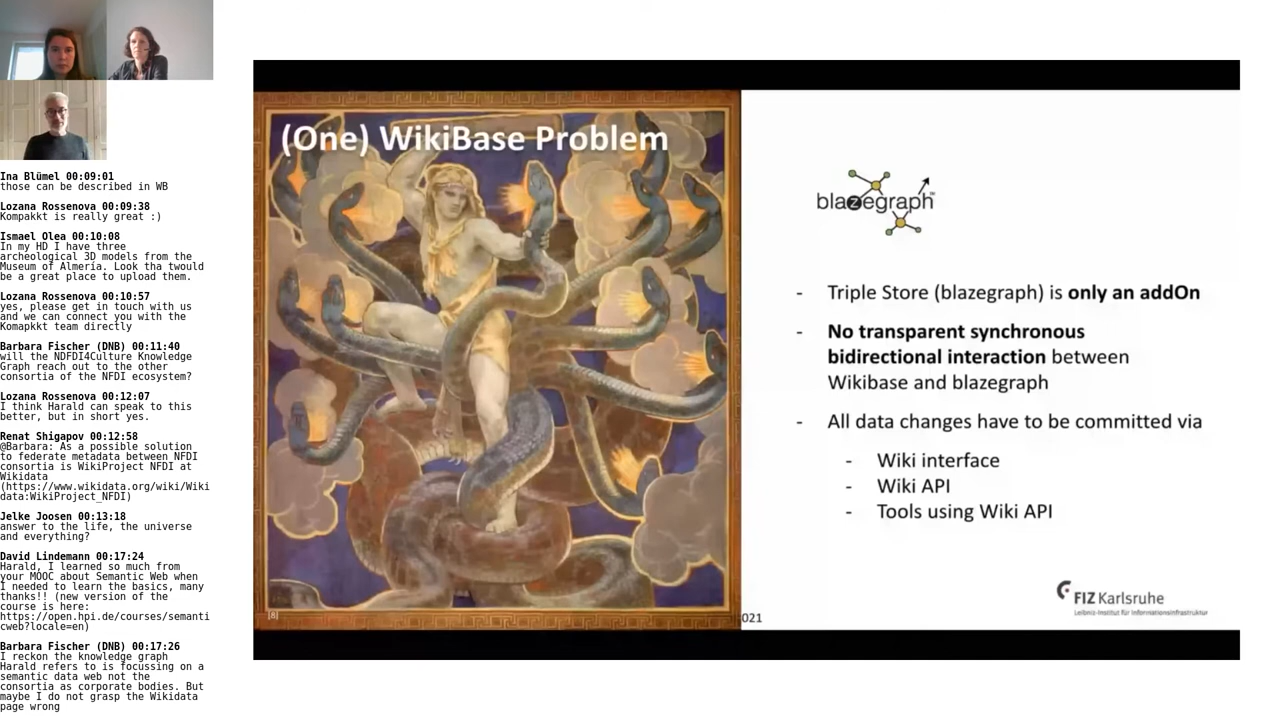 Ina Blümel 00:09:01
those can be described in WB
Lozana Rossenova 00:09:38
Kompakkt is really great :)
Ismael Olea 00:10:08
In my HD I have three
archeological 3D models from the
Museum of Almería. Look tha twould
be a great place to upload them.
Lozana Rossenova 00:10:57
yes, please get in touch with us
and we can connect you with the
Komapkkt team directly
Barbara Fischer (DNB) 00:11:40
will the NDFDI4Culture Knowledge
Graph reach out to the other
consortia of the NFDI ecosystem?
Lozana Rossenova 00:12:07
I think Harald can speak to this
better, but in short yes.
Renat Shigapov 00:12:58
@Barbara: As a possible solution
to federate metadata between NFDI
consortia is WikiProject NFDI at
Wikidata
(https://www.wikidata.org/wiki/Wiki
data:WikiProject_NFDI)
Jelke Joosen 00:13:18
answer to the life, the universe
and everything?
David Lindemann 00:17:24
Harald, I learned so much from
your MOOC about Semantic Web when
I needed to learn the basics, many
thanks!! (new version of the
course is here:
https://open.hpi.de/courses/semanti
cweb?locale=en)
Barbara Fischer (DNB) 00:17:26
I reckon the knowledge graph
Harald refers to is focussing on a
semantic data web not the
consortia as corporate bodies. But
maybe I do not grasp the Wikidata
page wrong
(One) WikiBase Problem
blazegraph™
- Triple Store (blazegraph) is only an addOn
- No transparent synchronous
bidirectional interaction between
Wikibase and blazegraph
- All data changes have to be committed via
- Wiki interface
- Wiki API
- Tools using Wiki API
[8]
021
FIZ Karlsruhe
Leibniz-Institut für Informationsinfrastruktur